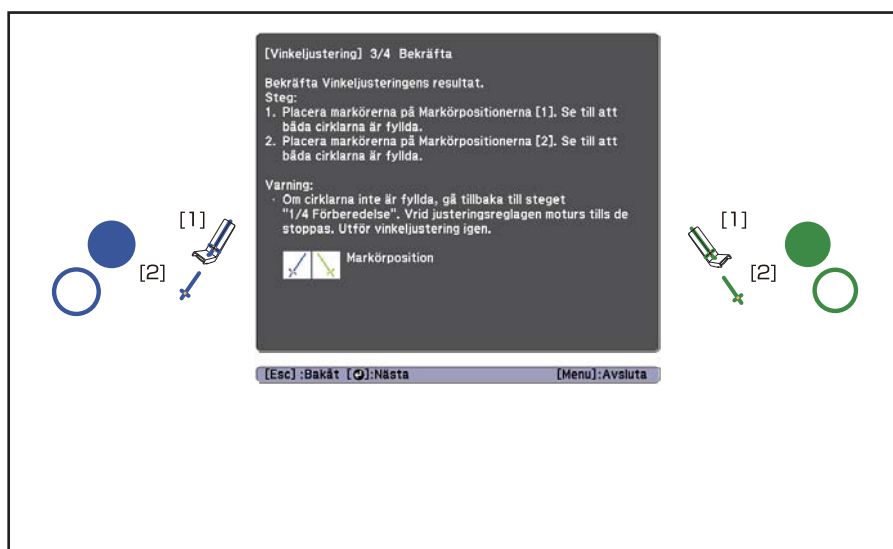 [Vinkeljustering] 3/4 Bekräfta
Bekräfta Vinkeljusteringens resultat.
Steg:
1. Placera markörerna på Markörpositionerna [1]. Se till att
båda cirklarna är fyllda.
2. Placera markörerna på Markörpositionerna [2]. Se till att
båda cirklarna är fyllda.
Varning:
· Om cirklarna inte är fyllda, gå tillbaka till steget
"1/4 Förberedelse". Vrid justeringsreglagen moturs tills de
stoppas. Utför vinkeljustering igen.
Markörposition
[1]
[2]
[1]
[2]
[Esc] :Bakåt [↵]:Nästa [Menu]:Avsluta